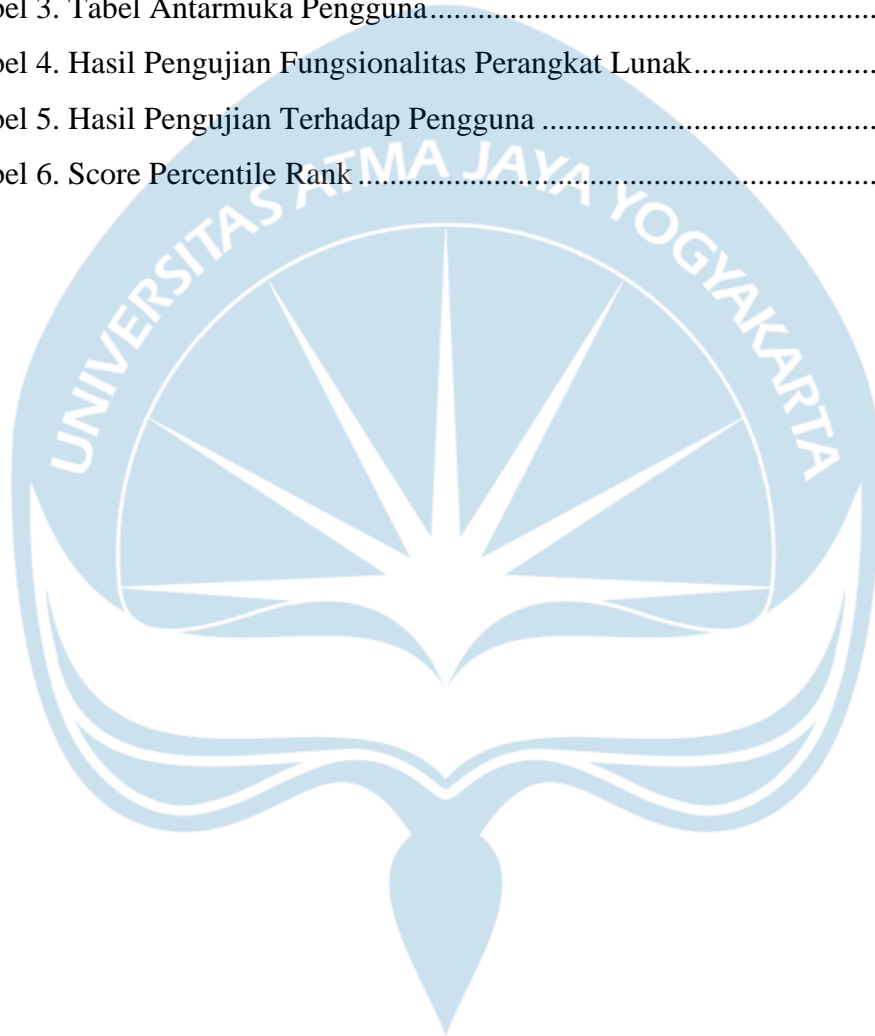 bel 3. Tabel Antarmuka Pengguna........................................................
bel 4. Hasil Pengujian Fungsionalitas Perangkat Lunak.......................
bel 5. Hasil Pengujian Terhadap Pengguna ..........................................
bel 6. Score Percentile Rank .................................................................
UNIVERSITAS ATMA JAYA YOGYAKARTA